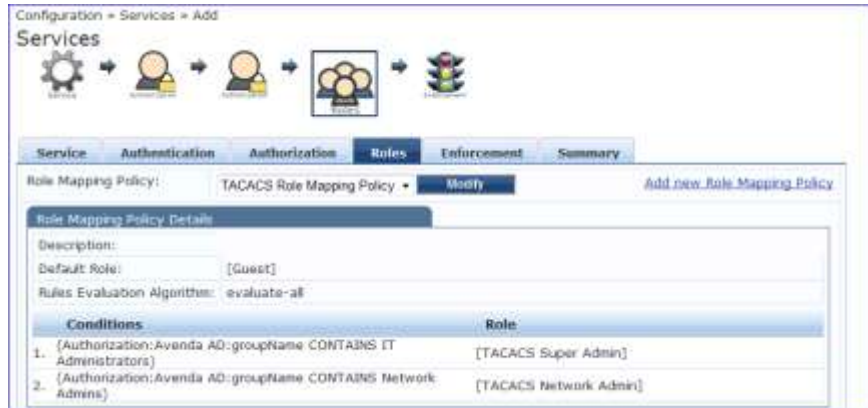 Configuration » Services » Add
Services
Service Authentication Authorization Roles Enforcement Summary
Role Mapping Policy: TACACS Role Mapping Policy Modify Add new Role Mapping Policy
Role Mapping Policy Details
Description:
Default Role: [Guest]
Rules Evaluation Algorithm: evaluate-all
Conditions Role
1. (Authorization:Avenda AD:groupName CONTAINS IT
Administrators) [TACACS Super Admin]
2. (Authorization:Avenda AD:groupName CONTAINS Network
Admins) [TACACS Network Admin]